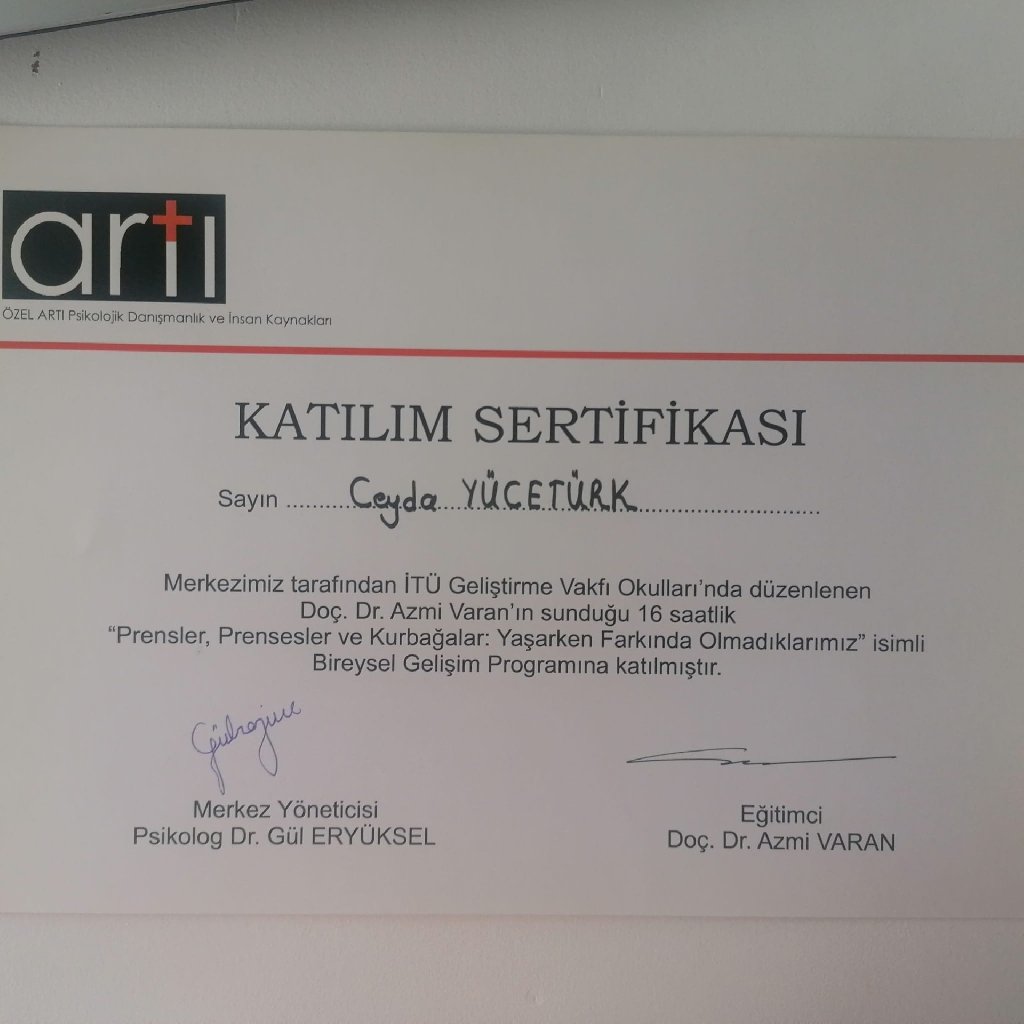 artı
ÖZEL ARTI Psikolojik Danışmanlık ve İnsan Kaynakları
KATILIM SERTİFİKASI
Sayın ........... Ceyda YÜCETÜRK ..............................
Merkezimiz tarafından İTÜ Geliştirme Vakfı Okulları'nda düzenlenen
Doç. Dr. Azmi Varan'ın sunduğu 16 saatlik
“Prensler, Prensesler ve Kurbağalar: Yaşarken Farkında Olmadıklarımız” isimli
Bireysel Gelişim Programına katılmıştır.
Merkez Yöneticisi
Psikolog Dr. Gül ERYÜKSEL
Eğitimci
Doç. Dr. Azmi VARAN